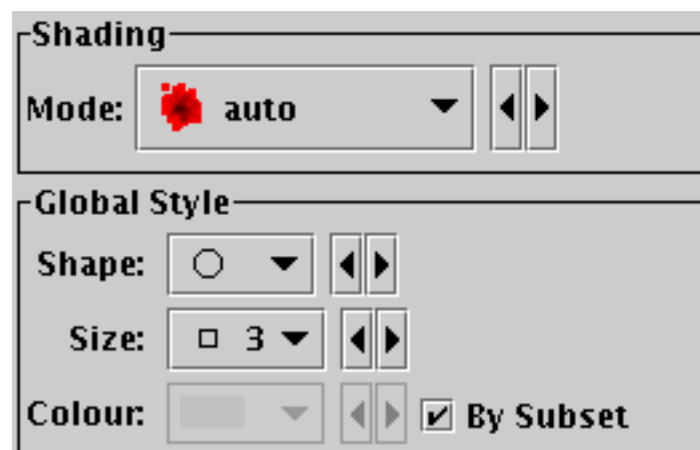 Shading
Mode: auto
Global Style
Shape:
Size: 3
Colour: By Subset